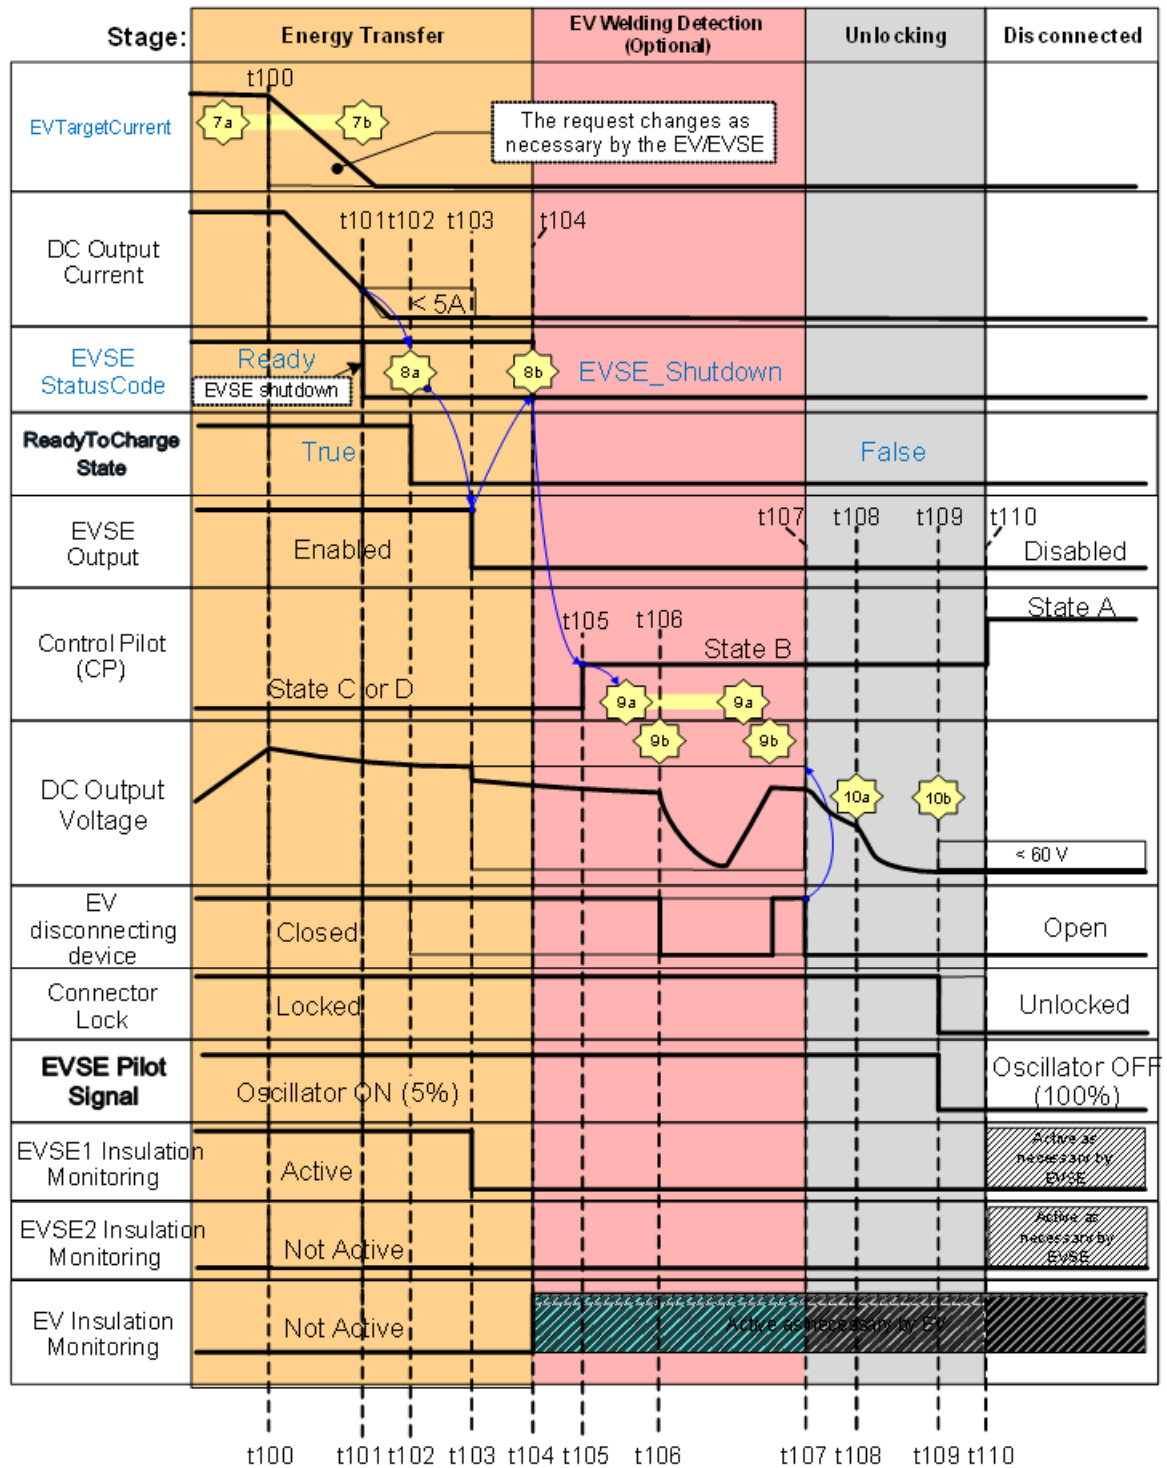 Stage:
Energy Transfer
EV Welding Detection
(Optional)
Unlocking
Disconnected
t100
EVTargetCurrent
7a
7b
The request changes as
necessary by the EV/EVSE
DC Output
Current
t101
t102
t103
t104
< 5A
EVSE
StatusCode
Ready
EVSE shutdown
8a
8b
EVSE_Shutdown
ReadyToCharge
State
True
False
EVSE
Output
Enabled
t107
t108
t109
t110
Disabled
Control Pilot
(CP)
State C or D
t105
t106
State B
State A
9a
9a
9b
9b
DC Output
Voltage
10a
10b
< 60 V
EV
disconnecting
device
Closed
Open
Connector
Lock
Locked
Unlocked
EVSE Pilot
Signal
Oscillator ON (5%)
Oscillator OFF
(100%)
EVSE1 Insulation
Monitoring
Active
Active as
necessary by
EVSE
EVSE2 Insulation
Monitoring
Not Active
Active as
necessary by
EVSE
EV Insulation
Monitoring
Not Active
Active as necessary by EV
t100
t101
t102
t103
t104
t105
t106
t107
t108
t109
t110